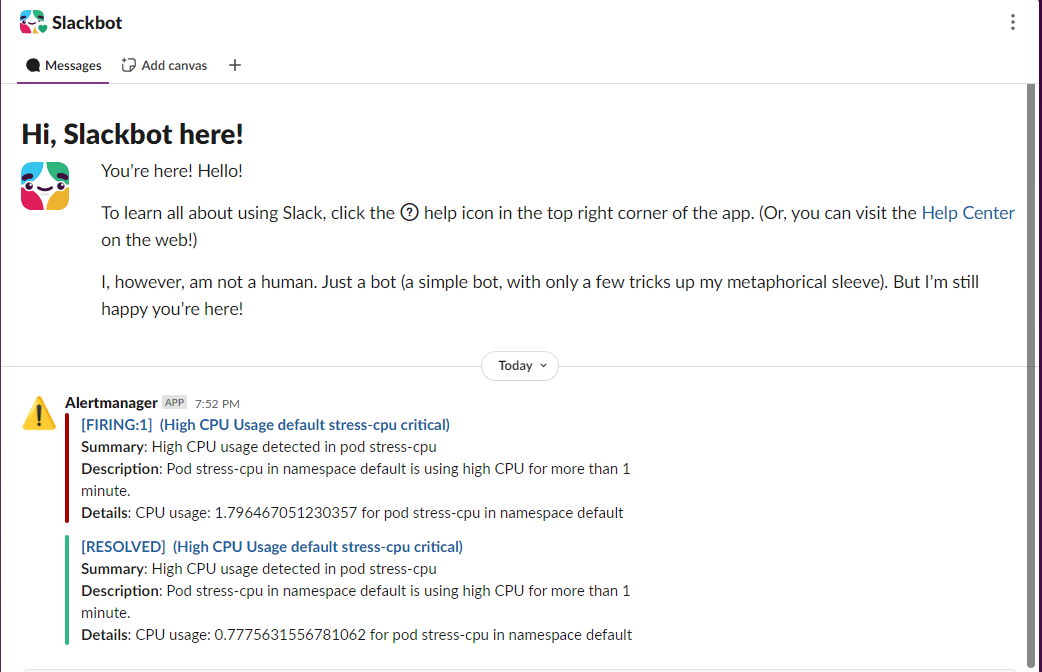 Slackbot
Messages
Add canvas
+
Hi, Slackbot here!
You’re here! Hello!
To learn all about using Slack, click the ? help icon in the top right corner of the app. (Or, you can visit the Help Center
on the web!)
I, however, am not a human. Just a bot (a simple bot, with only a few tricks up my metaphorical sleeve). But I’m still
happy you’re here!
Today
Alertmanager APP 7:52 PM
[FIRING:1] (High CPU Usage default stress-cpu critical)
Summary: High CPU usage detected in pod stress-cpu
Description: Pod stress-cpu in namespace default is using high CPU for more than 1
minute.
Details: CPU usage: 1.796467051230357 for pod stress-cpu in namespace default
[RESOLVED] (High CPU Usage default stress-cpu critical)
Summary: High CPU usage detected in pod stress-cpu
Description: Pod stress-cpu in namespace default is using high CPU for more than 1
minute.
Details: CPU usage: 0.7775631556781062 for pod stress-cpu in namespace default